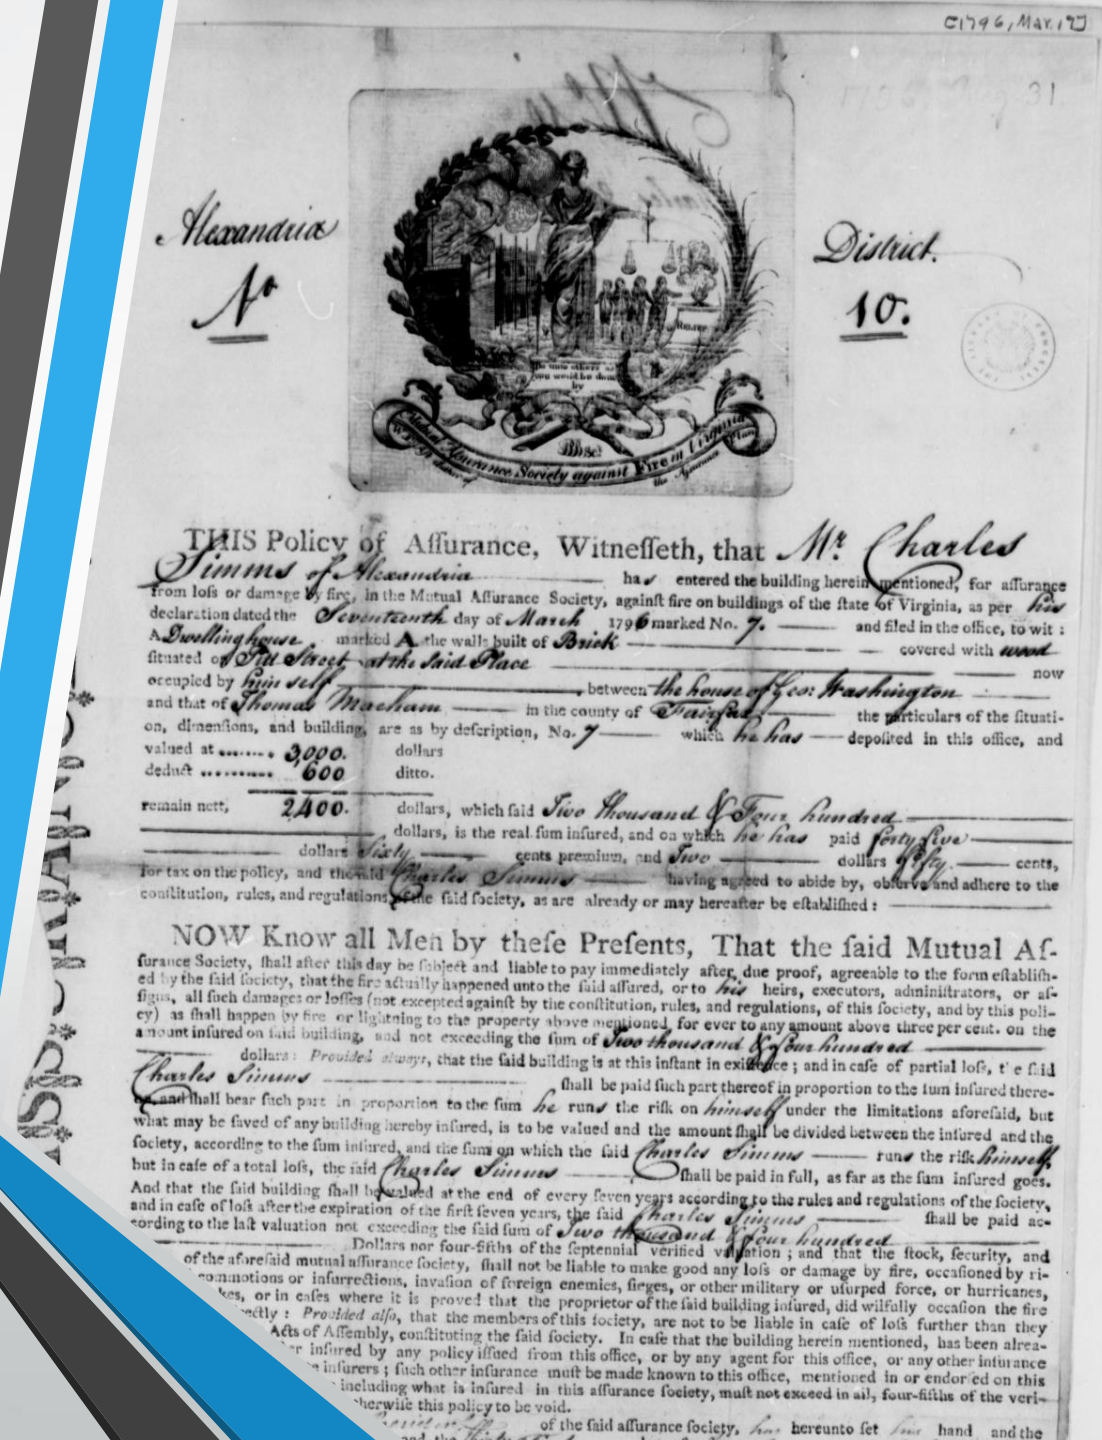 [1796, Mar. 17]
31
Alexandria
District.
No
10.
Do unto others as
you would be done
by
Mutual Assurance Society against Fire in Virginia
THIS Policy of Aſſurance, Witneſſeth, that Mr. Charles
Simms of Alexandria has entered the building herein mentioned, for aſſurance
from loſs or damage by fire, in the Mutual Aſſurance Society, againſt fire on buildings of the ſtate of Virginia, as per his
declaration dated the Seventeenth day of March 1796 marked No. 7. and filed in the office, to wit :
A Dwelling house marked A the walls built of Brick covered with wood
ſituated on Pitt Street at the said Place now
occupied by himself between the house of Geo: Washington
and that of Thomas in the county of Fairfax the particulars of the ſituati-
on, dimenſions, and building, are as by deſcription, No. 7 which he has depoſited in this office, and
valued at ........ 3,000. dollars
deduct .......... 600 ditto.
remain nett, 2,400. dollars, which ſaid Two thousand & Four hundred
dollars, is the real ſum inſured, and on which he has paid forty five
dollars Sixty cents premium, and Two dollars fifty cents,
for tax on the policy, and the ſaid Charles Simms having agreed to abide by, obſerve and adhere to the
conſtitution, rules, and regulations, of the ſaid ſociety, as are already or may hereafter be eſtabliſhed :
NOW Know all Men by theſe Preſents, That the ſaid Mutual Aſ-
ſurance Society, ſhall after this day be ſubject and liable to pay immediately after due proof, agreeable to the form eſtabliſh-
ed by the ſaid ſociety, that the fire actually happened unto the ſaid aſſured, or to his heirs, executors, adminiſtrators, or aſ-
ſigns, all ſuch damages or loſſes (not excepted againſt by the conſtitution, rules, and regulations, of this ſociety, and by this poli-
cy) as ſhall happen by fire or lightning to the property above mentioned, for ever to any amount above three per cent. on the
amount inſured on ſaid building, and not exceeding the ſum of Two thousand & four hundred
dollars : Provided always, that the ſaid building is at this inſtant in exiſtence ; and in caſe of partial loſs, the ſaid
Charles Simms ſhall be paid ſuch part thereof in proportion to the ſum inſured there-
on, and ſhall bear ſuch part in proportion to the ſum he runs the riſk on himself under the limitations aforeſaid, but
what may be ſaved of any building hereby inſured, is to be valued and the amount ſhall be divided between the inſured and the
ſociety, according to the ſum inſured, and the ſum on which the ſaid Charles Simms runs the riſk himself,
but in caſe of a total loſs, the ſaid Charles Simms ſhall be paid in full, as far as the ſum inſured goes.
And that the ſaid building ſhall be valued at the end of every ſeven years according to the rules and regulations of the ſociety,
and in caſe of loſs after the expiration of the firſt ſeven years, the ſaid Charles Simms ſhall be paid ac-
cording to the laſt valuation not exceeding the ſaid ſum of Two thousand & four hundred
Dollars nor four-fifths of the ſeptennial verified valuation ; and that the ſtock, ſecurity, and
of the aforeſaid mutual aſſurance ſociety, ſhall not be liable to make good any loſs or damage by fire, occaſioned by ri-
commotions or inſurrections, invaſion of foreign enemies, ſieges, or other military or uſurped force, or hurricanes,
kes, or in caſes where it is proved that the proprietor of the ſaid building inſured, did wilfully occaſion the fire
ectly : Provided alſo, that the members of this ſociety, are not to be liable in caſe of loſs further than they
Acts of Aſſembly, conſtituting the ſaid ſociety. In caſe that the building herein mentioned, has been alrea-
er inſured by any policy iſſued from this office, or by any agent for this office, or any other inſurance
e inſurers ; ſuch other inſurance muſt be made known to this office, mentioned in or endorſed on this
including what is inſured in this aſſurance ſociety, muſt not exceed in all, four-fifths of the veri-
therwiſe this policy to be void.
of the ſaid aſſurance ſociety, has hereunto ſet his hand and the